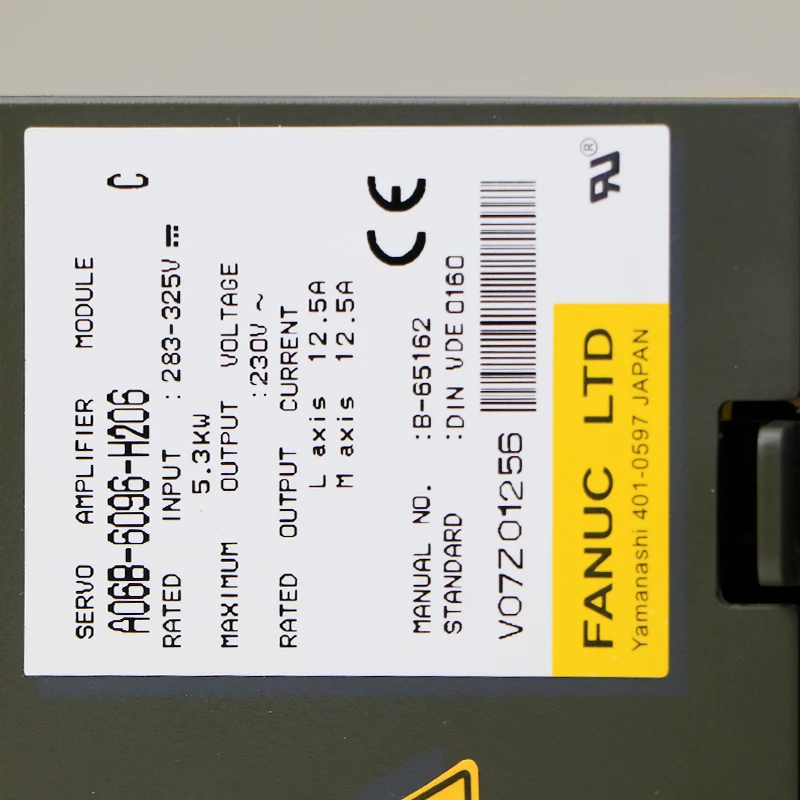 SERVO AMPLIFIER MODULE
A06B-6096-H206 C
RATED INPUT : 283-325V ⎓
5.3KW
MAXIMUM OUTPUT VOLTAGE
:230V ~
RATED OUTPUT CURRENT
L axis 12.5A
M axis 12.5A
CE
MANUAL NO. :B-65162
STANDARD :DIN VDE 0160
V07Z01256
FANUC LTD
Yamanashi 401-0597 JAPAN
RU®